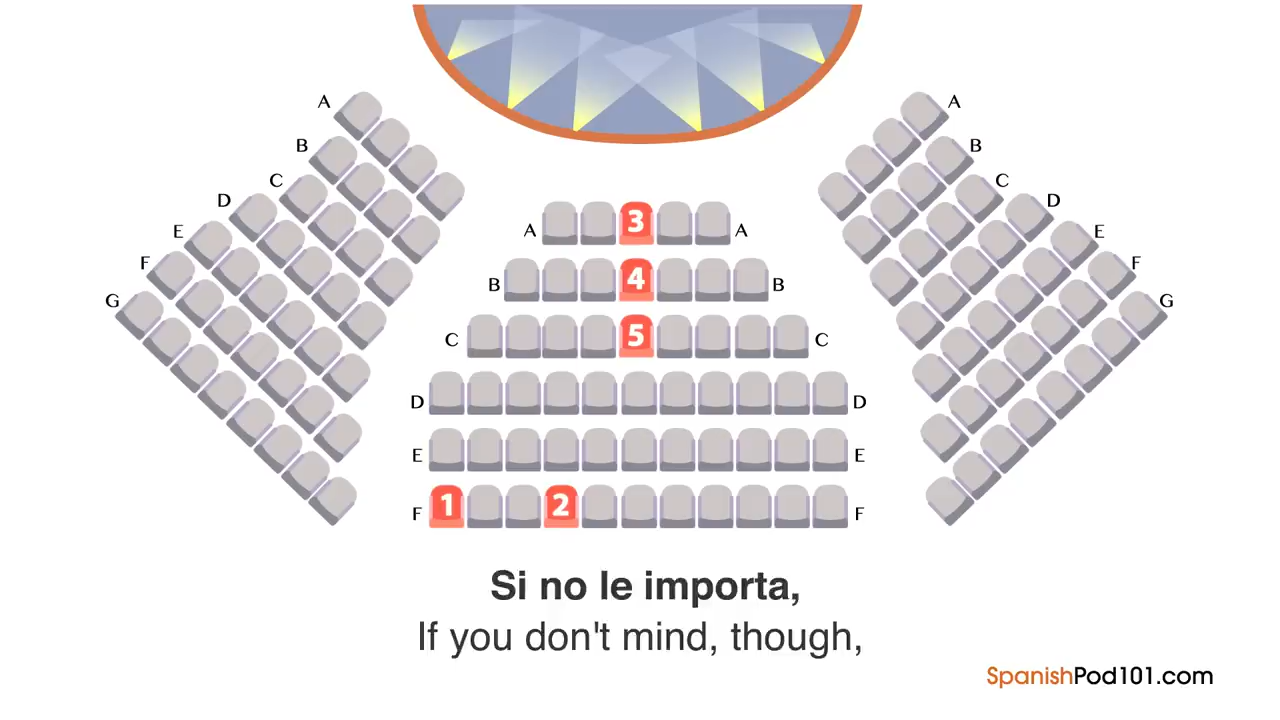 A
B
C
D
E
F
G
A
B
C
D
E
F
G
A 3 A
B 4 B
C 5 C
D D
E E
F 1 2 F
Si no le importa,
If you don't mind, though,
SpanishPod101.com